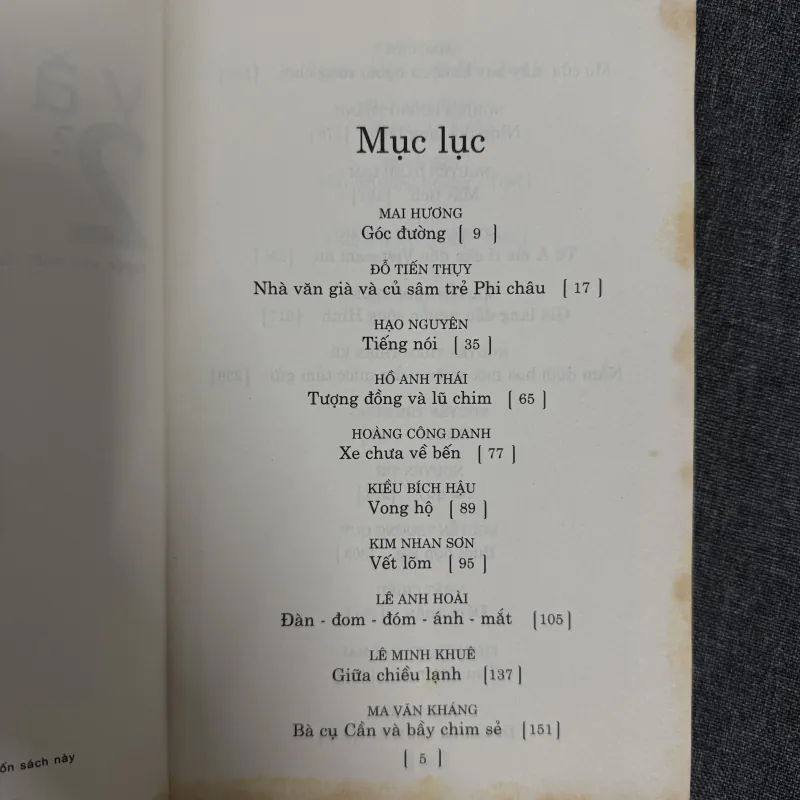 Mục lục
MAI HƯƠNG
Góc đường [ 9 ]
ĐỖ TIẾN THỤY
Nhà văn già và củ sâm trẻ Phi châu [ 17 ]
HẠO NGUYÊN
Tiếng nói [ 35 ]
HỒ ANH THÁI
Tượng đồng và lũ chim [ 65 ]
HOÀNG CÔNG DANH
Xe chưa về bến [ 77 ]
KIỀU BÍCH HẬU
Vong hộ [ 89 ]
KIM NHAN SƠN
Vết lõm [ 95 ]
LÊ ANH HOÀI
Đàn - đom - đóm - ánh - mắt [105]
LÊ MINH KHUÊ
Giữa chiều lạnh [137]
MA VĂN KHÁNG
Bà cụ Cần và bầy chim sẻ [151]
[ 5 ]
ốn sách này